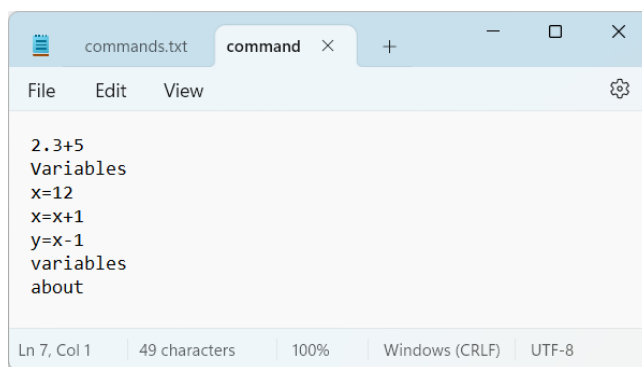 commands.txt
command
File Edit View
2.3+5
Variables
x=12
x=x+1
y=x-1
variables
about
Ln 7, Col 1 49 characters 100% Windows (CRLF) UTF-8